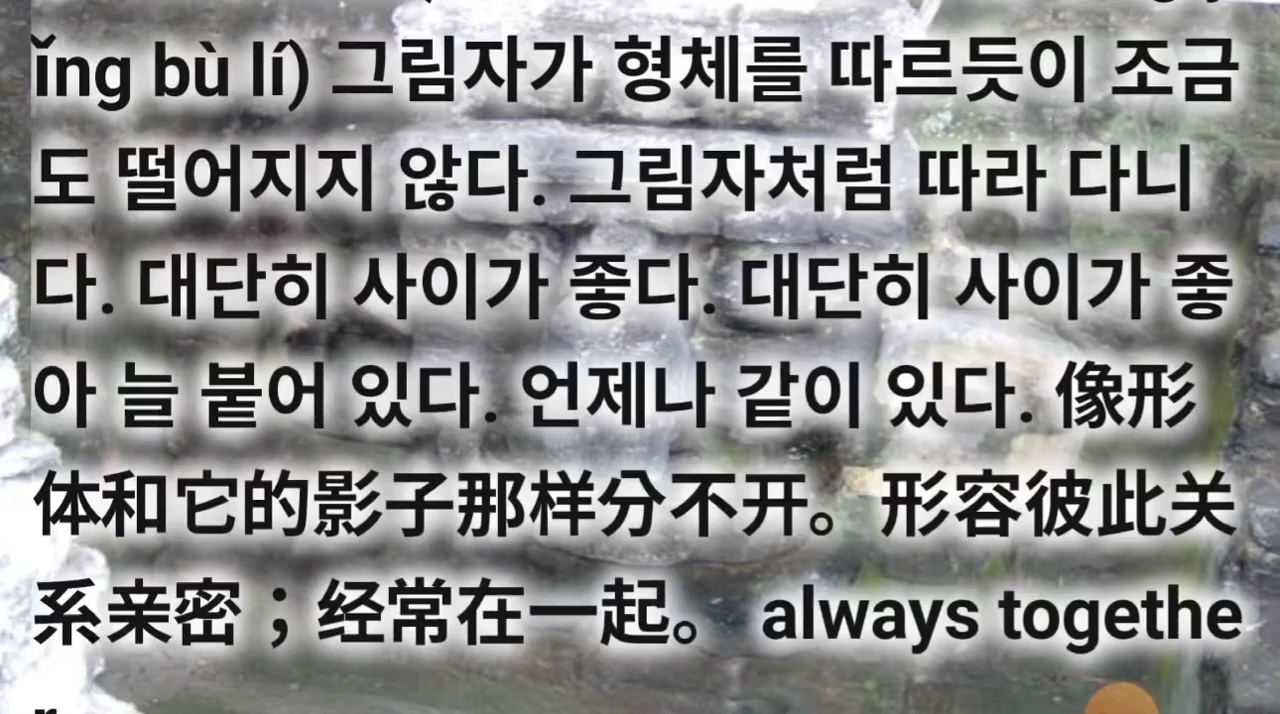 ǐng bù lí) 그림자가 형체를 따르듯이 조금
도 떨어지지 않다. 그림자처럼 따라 다니
다. 대단히 사이가 좋다. 대단히 사이가 좋
아 늘 붙어 있다. 언제나 같이 있다. 像形
体和它的影子那样分不开。形容彼此关
系亲密；经常在一起。 always togethe
r